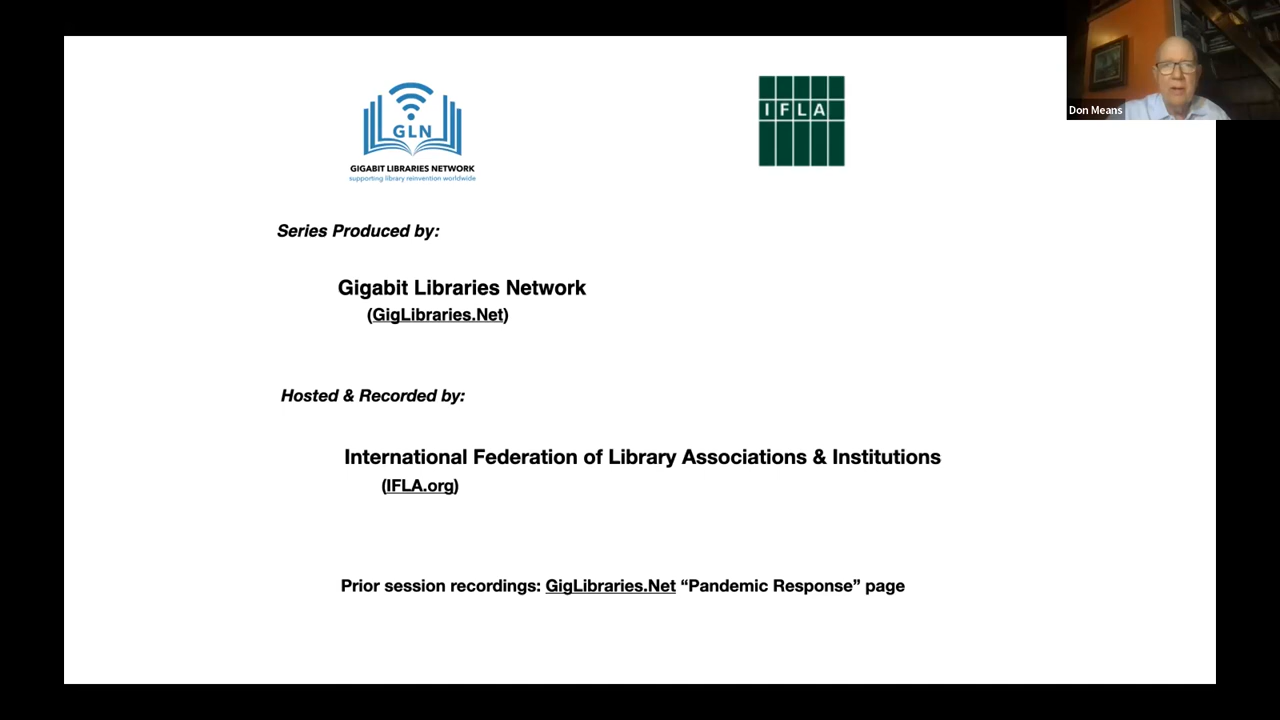 GLN
GIGABIT LIBRARIES NETWORK
supporting library reinvention worldwide
IFLA
Don Means
Series Produced by:
Gigabit Libraries Network
(GigLibraries.Net)
Hosted & Recorded by:
International Federation of Library Associations & Institutions
(IFLA.org)
Prior session recordings: GigLibraries.Net “Pandemic Response” page